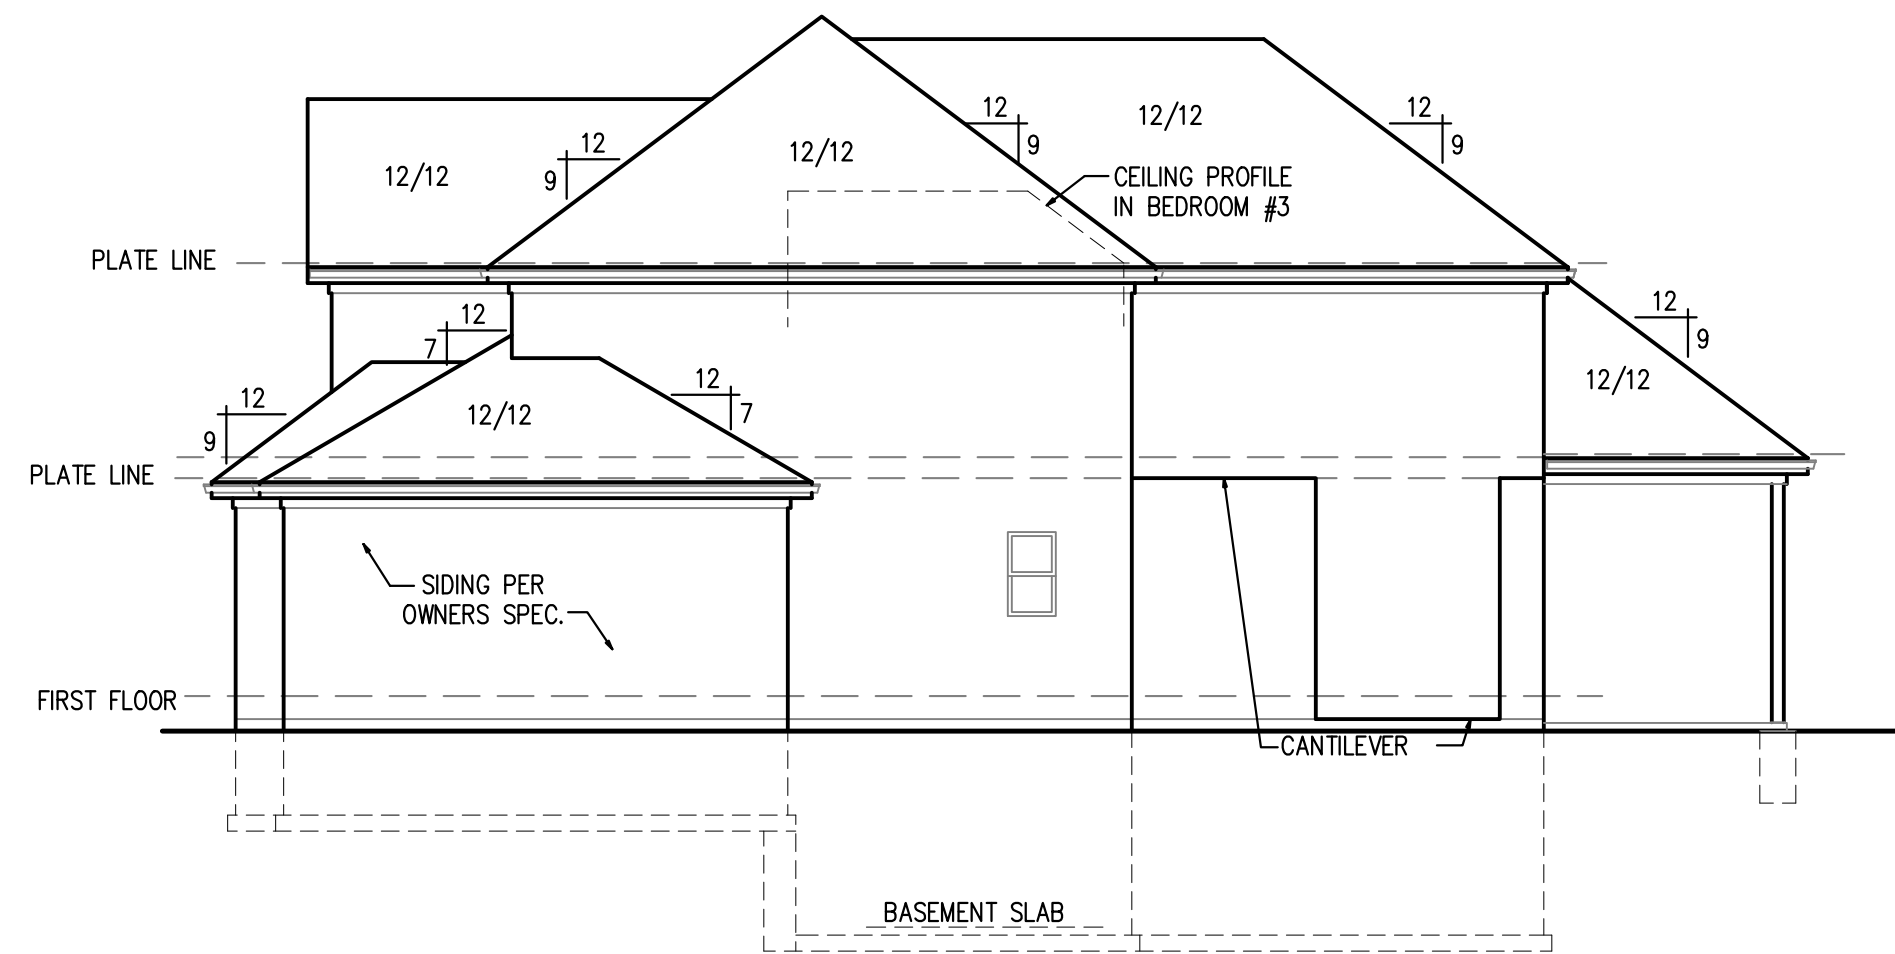 12
9
12/12
12
9
12
9
12/12
12/12
CEILING PROFILE
IN BEDROOM #3
PLATE LINE
12
7
12
9
12/12
12
7
12
9
12/12
PLATE LINE
SIDING PER
OWNERS SPEC.
FIRST FLOOR
CANTILEVER
BASEMENT SLAB